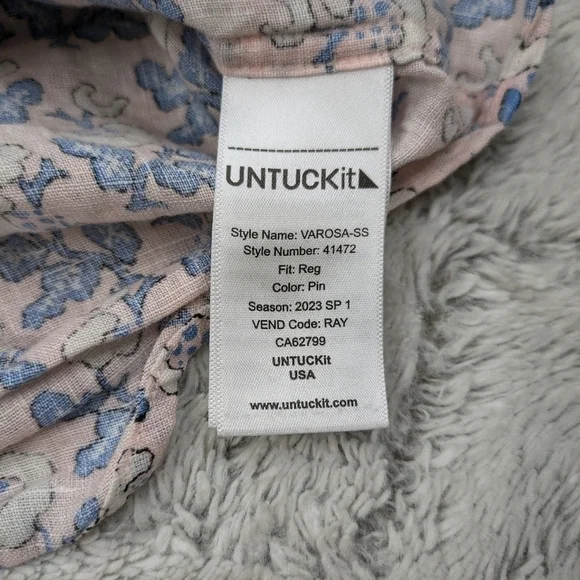 UNTUCKit
Style Name: VAROSA-SS
Style Number: 41472
Fit: Reg
Color: Pin
Season: 2023 SP 1
VEND Code: RAY
CA62799
UNTUCKit
USA
www.untuckit.com